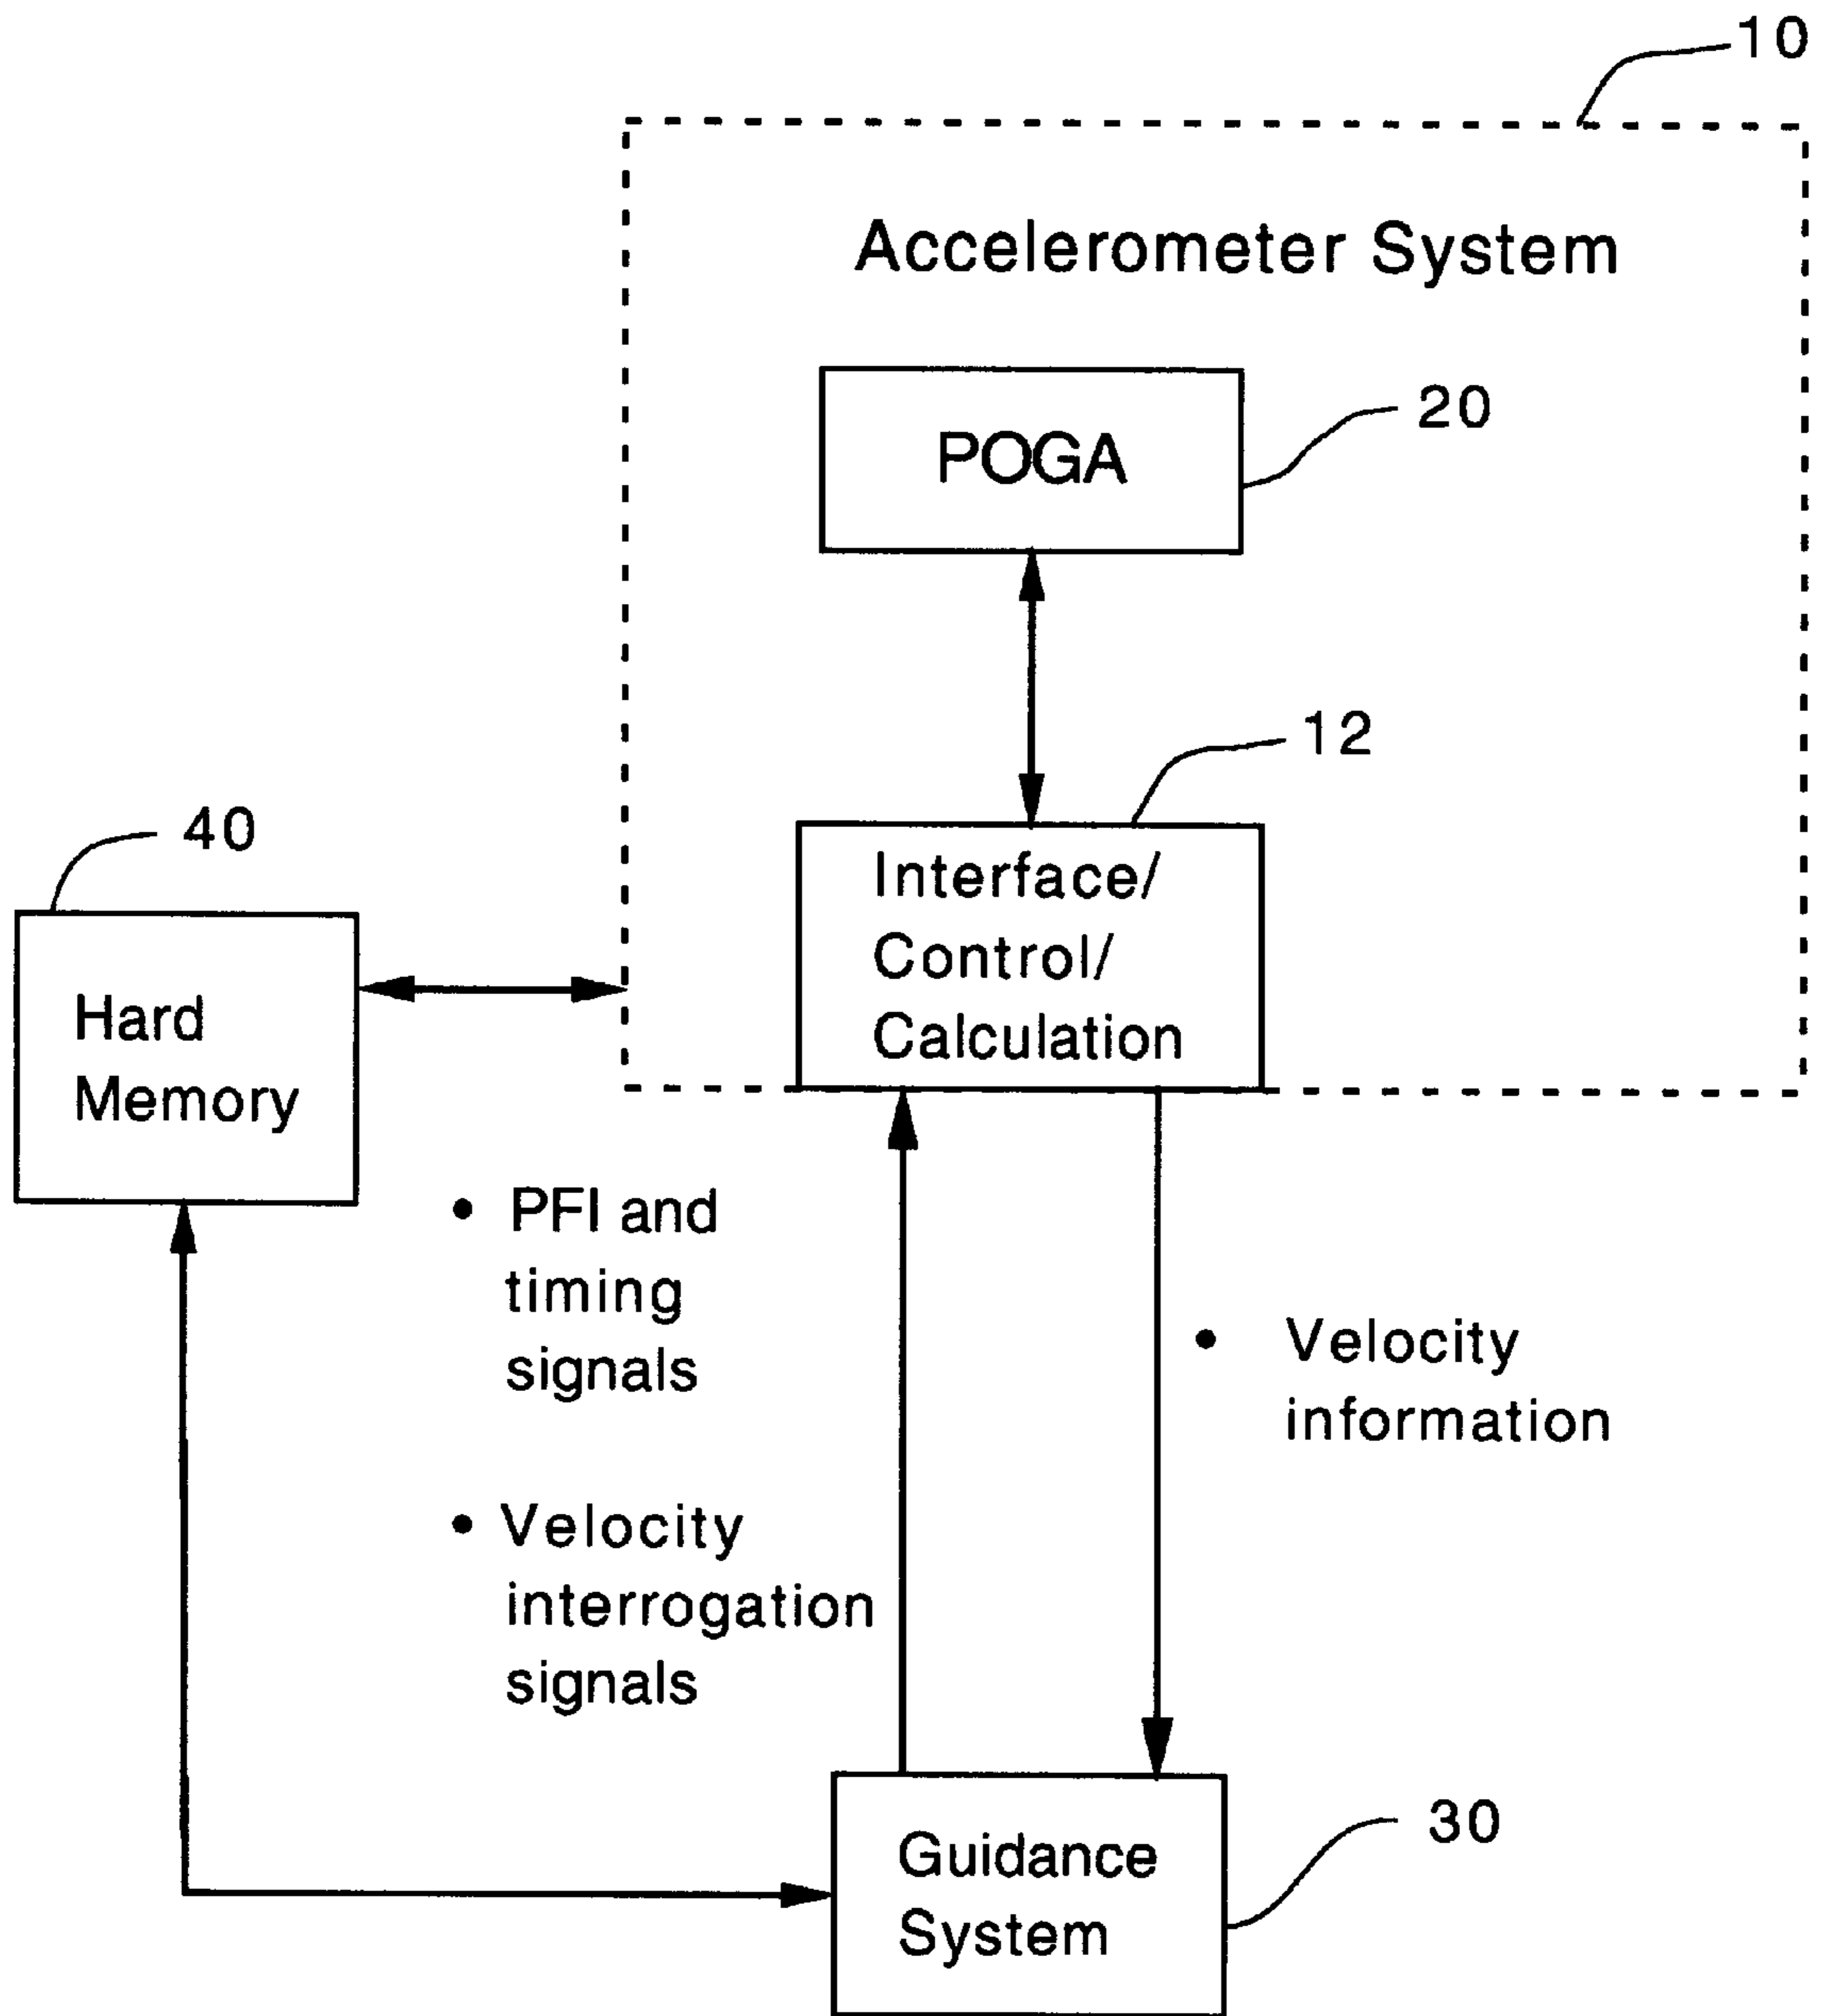 10
Accelerometer System
POGA
20
12
Interface/
Control/
Calculation
40
Hard
Memory
• PFI and
timing
signals
• Velocity
interrogation
signals
• Velocity
information
Guidance
System
30